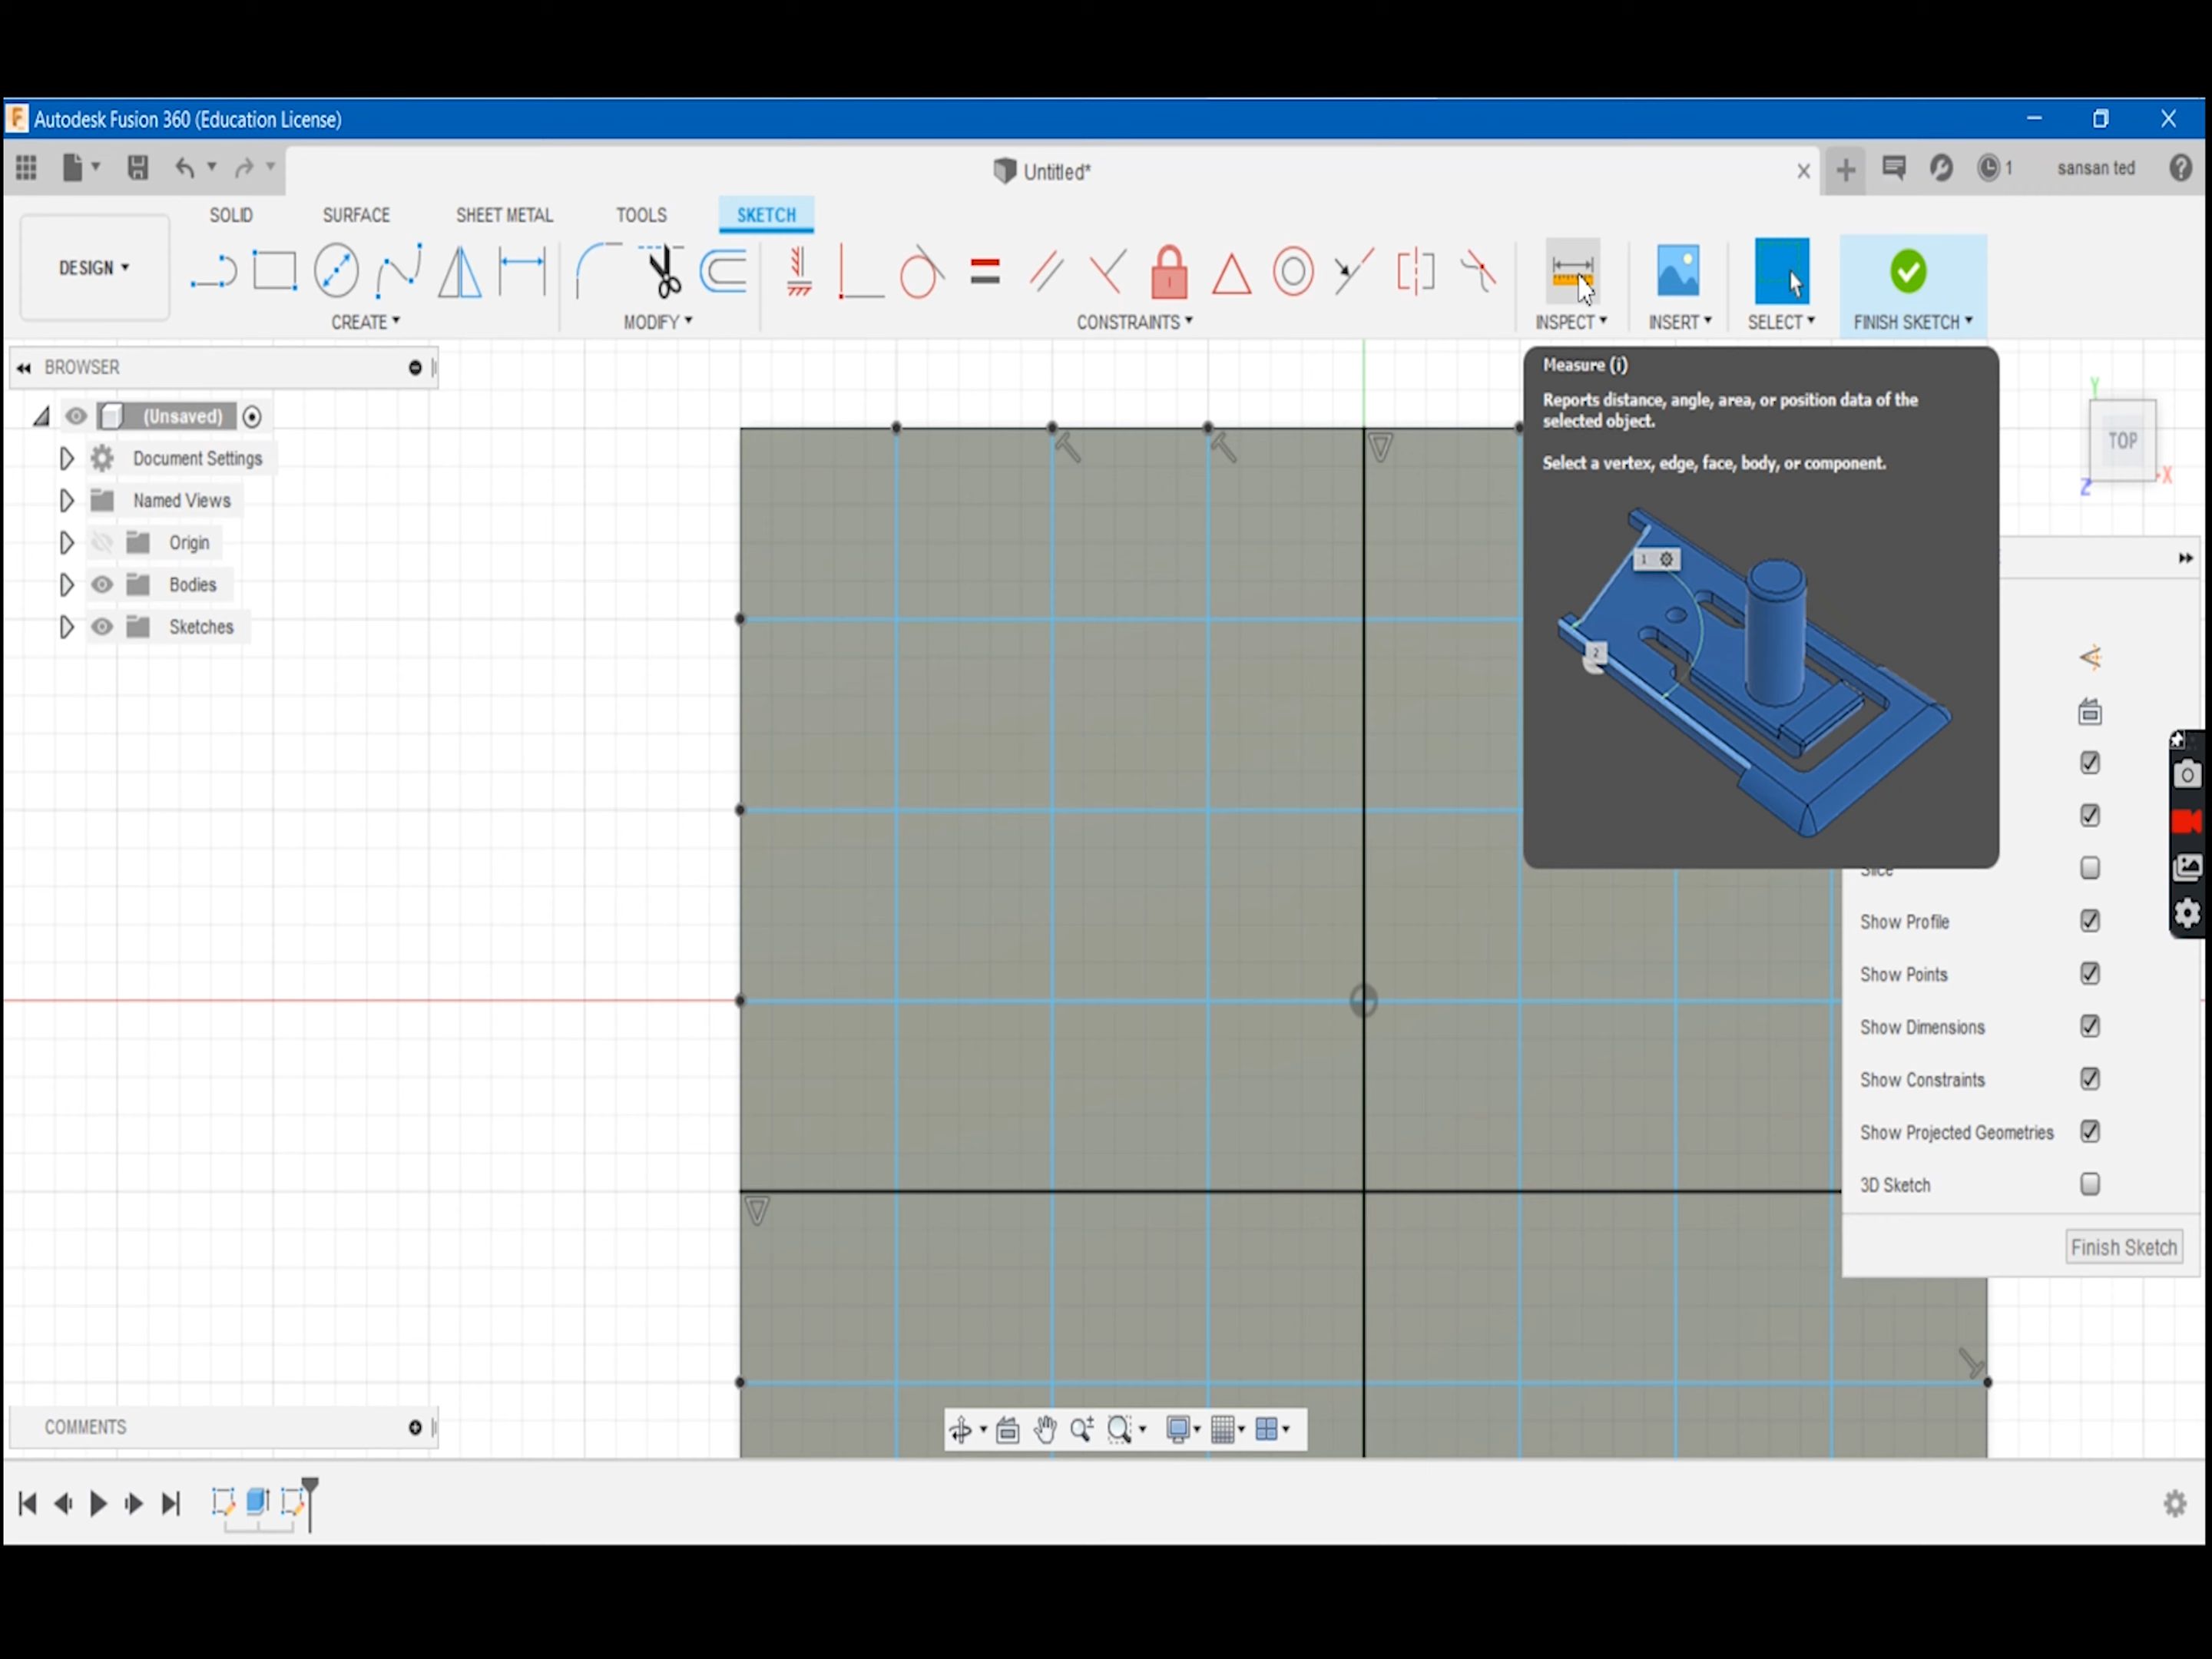 Autodesk Fusion 360 (Education License)
Untitled*
1
sansan ted
SOLID
SURFACE
SHEET METAL
TOOLS
SKETCH
DESIGN
CREATE
MODIFY
CONSTRAINTS
INSPECT
INSERT
SELECT
FINISH SKETCH
BROWSER
(Unsaved)
Document Settings
Named Views
Origin
Bodies
Sketches
Measure (i)
Reports distance, angle, area, or position data of the
selected object.
Select a vertex, edge, face, body, or component.
1
2
Y
TOP
Z
X
Slice
Show Profile
Show Points
Show Dimensions
Show Constraints
Show Projected Geometries
3D Sketch
Finish Sketch
COMMENTS